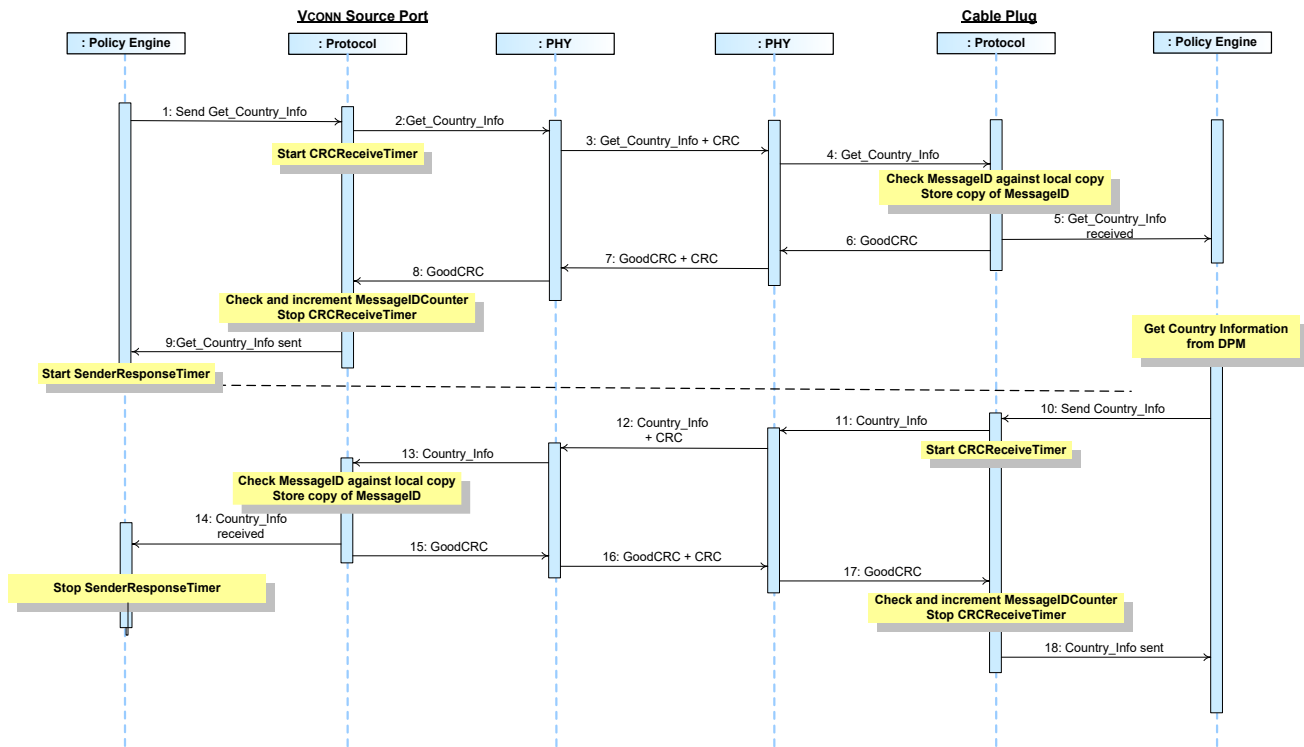 VCONN Source Port
Cable Plug
: Policy Engine
: Protocol
: PHY
: PHY
: Protocol
: Policy Engine
1: Send Get_Country_Info
2:Get_Country_Info
Start CRCReceiveTimer
3: Get_Country_Info + CRC
4: Get_Country_Info
Check MessageID against local copy
Store copy of MessageID
5: Get_Country_Info
received
6: GoodCRC
7: GoodCRC + CRC
8: GoodCRC
Check and increment MessageIDCounter
Stop CRCReceiveTimer
9:Get_Country_Info sent
Start SenderResponseTimer
Get Country Information
from DPM
10: Send Country_Info
11: Country_Info
Start CRCReceiveTimer
12: Country_Info
+ CRC
13: Country_Info
Check MessageID against local copy
Store copy of MessageID
14: Country_Info
received
15: GoodCRC
16: GoodCRC + CRC
17: GoodCRC
Stop SenderResponseTimer
Check and increment MessageIDCounter
Stop CRCReceiveTimer
18: Country_Info sent